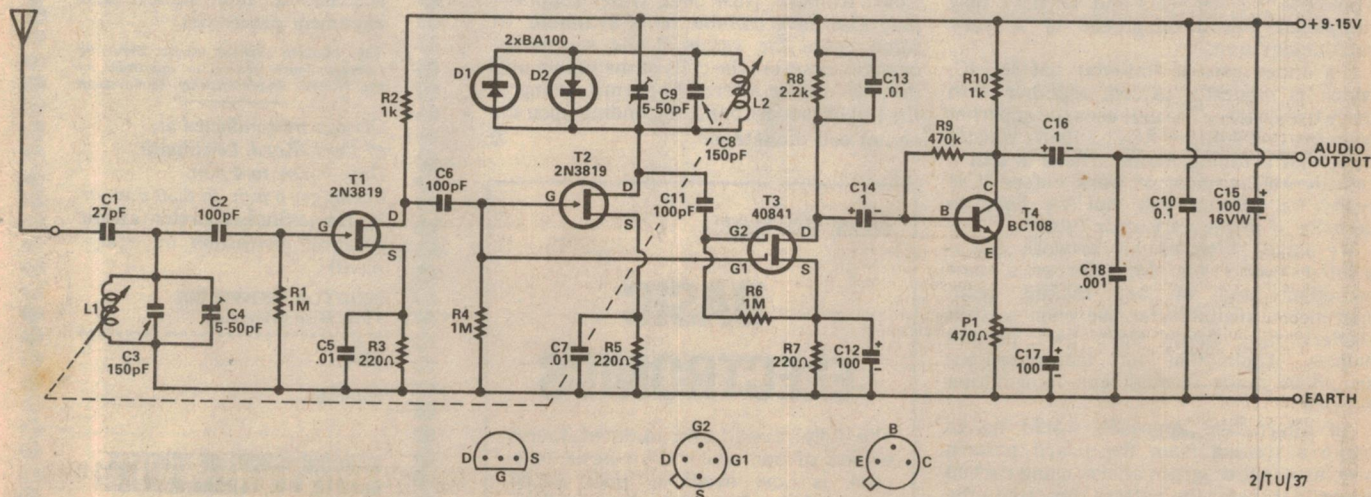 2xBA100
D1
D2
C9
5-50pF
L2
C8
150pF
R2
1k
R8
2.2k
C13
.01
R10
1k
+9-15V
R9
470k
C16
1
+
-
AUDIO
OUTPUT
C1
27pF
C2
100pF
T1
2N3819
G
D
S
C6
100pF
T2
2N3819
G
D
S
C11
100pF
T3
40841
G2
G1
D
S
C14
1
+
-
B
C
E
T4
BC108
C10
0.1
C15
100
16VW
+
-
L1
C3
150pF
C4
5-50pF
R1
1M
C5
.01
R3
220Ω
R4
1M
C7
.01
R5
220Ω
R6
1M
R7
220Ω
C12
100
+
-
P1
470Ω
C17
100
+
-
C18
.001
EARTH
D S
G
G2
D G1
S
B
E C
2/TU/37